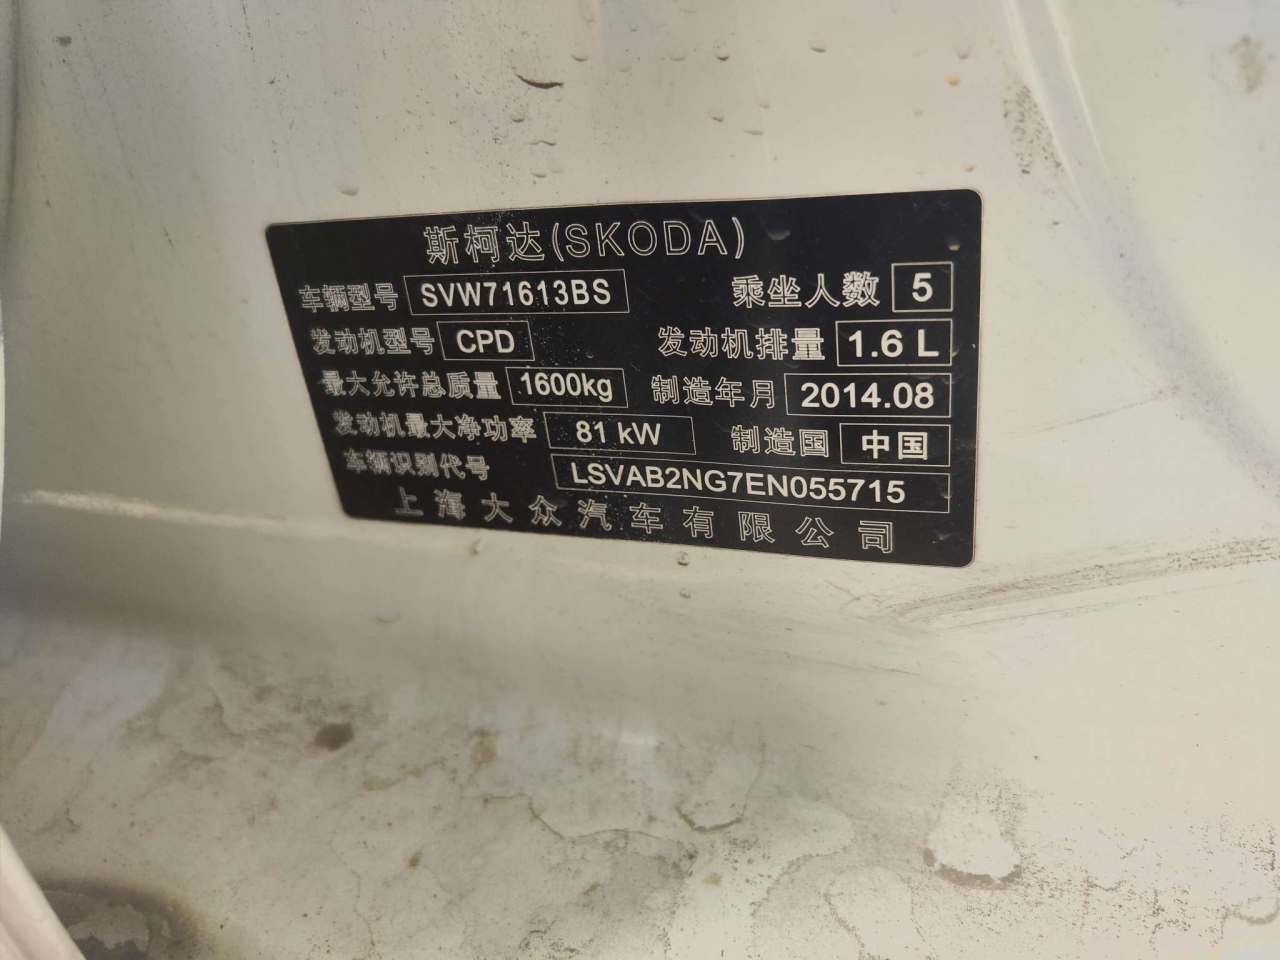 斯柯达(SKODA)
车辆型号 SVW71613BS 乘坐人数 5
发动机型号 CPD 发动机排量 1.6 L
最大允许总质量 1600kg 制造年月 2014.08
发动机最大净功率 81 kW 制造国 中国
车辆识别代号 LSVAB2NG7EN055715
上海大众汽车有限公司